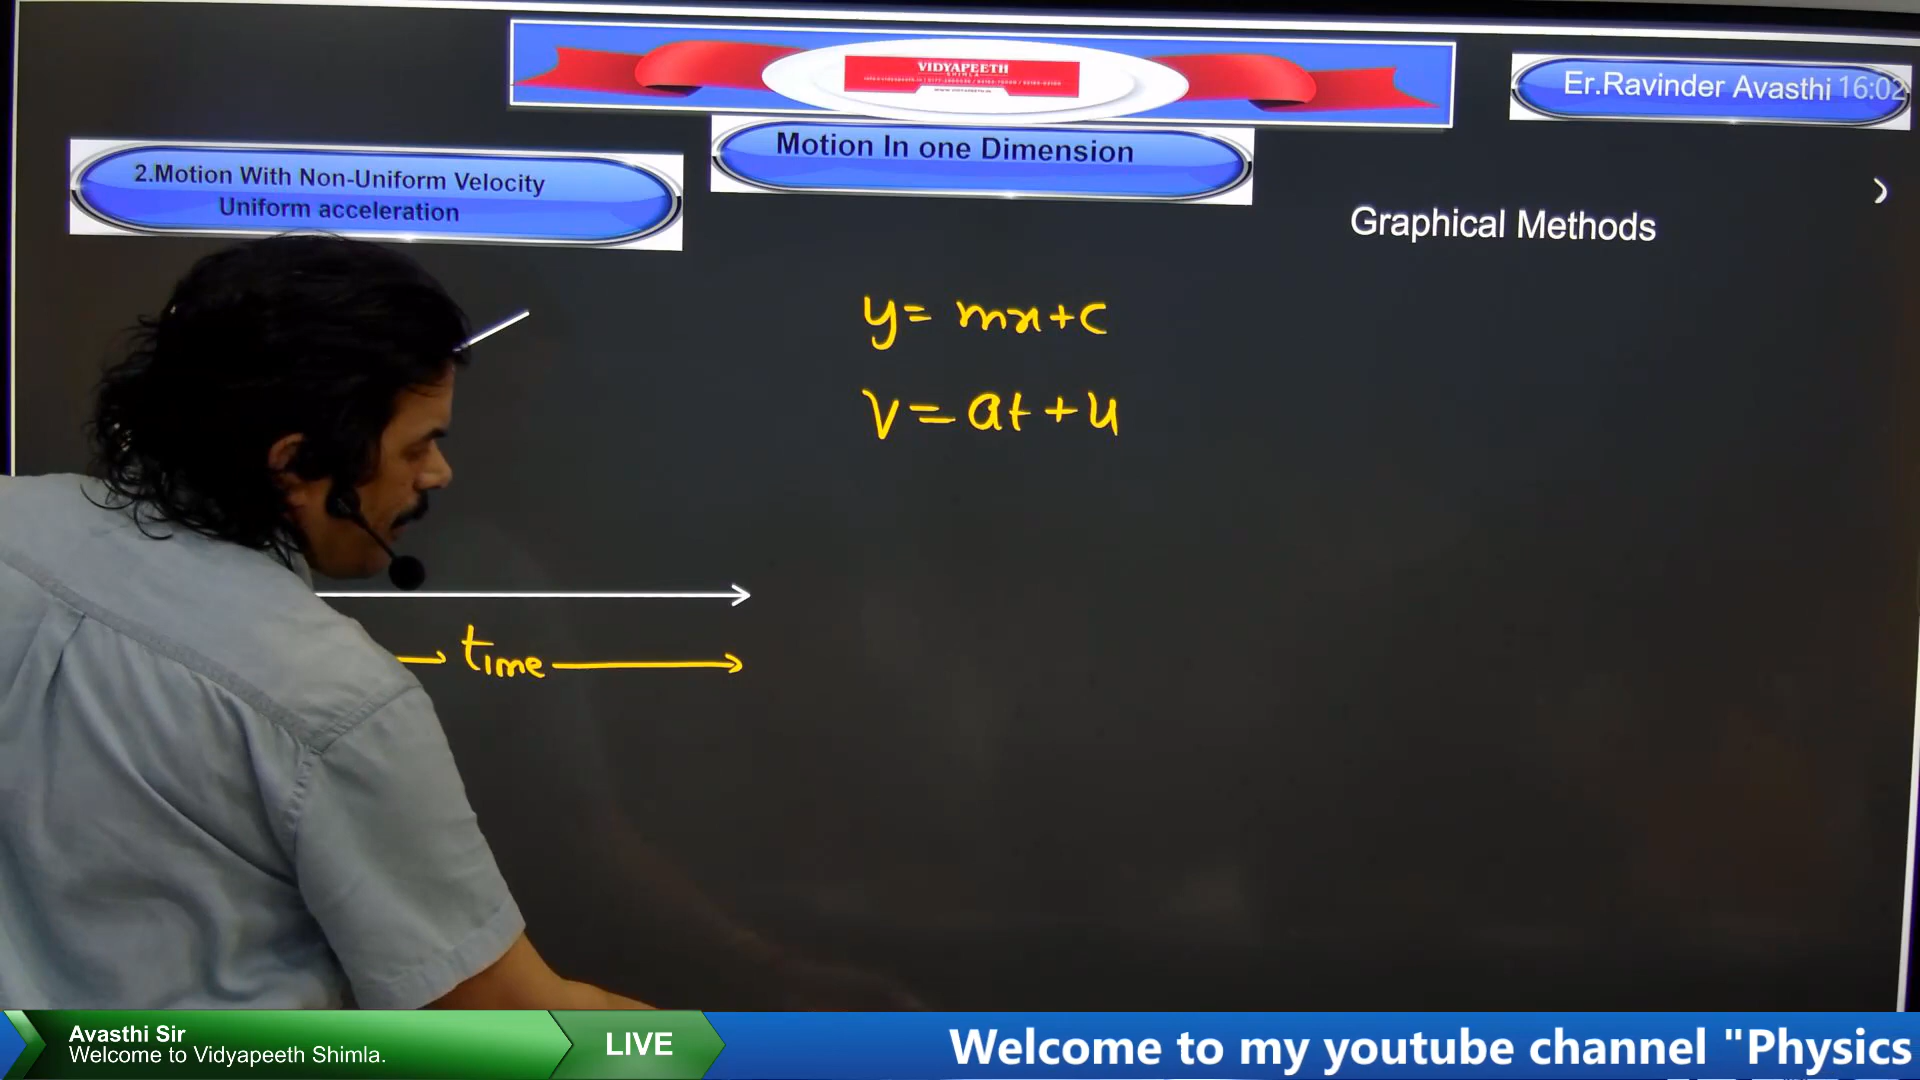 VIDYAPEETH
SHIMLA
Er.Ravinder Avasthi 16:02
Motion In one Dimension
2.Motion With Non-Uniform Velocity
Uniform acceleration
Graphical Methods
y = mx + c
v = at + u
time
Avasthi Sir
Welcome to Vidyapeeth Shimla.
LIVE
Welcome to my youtube channel "Physics